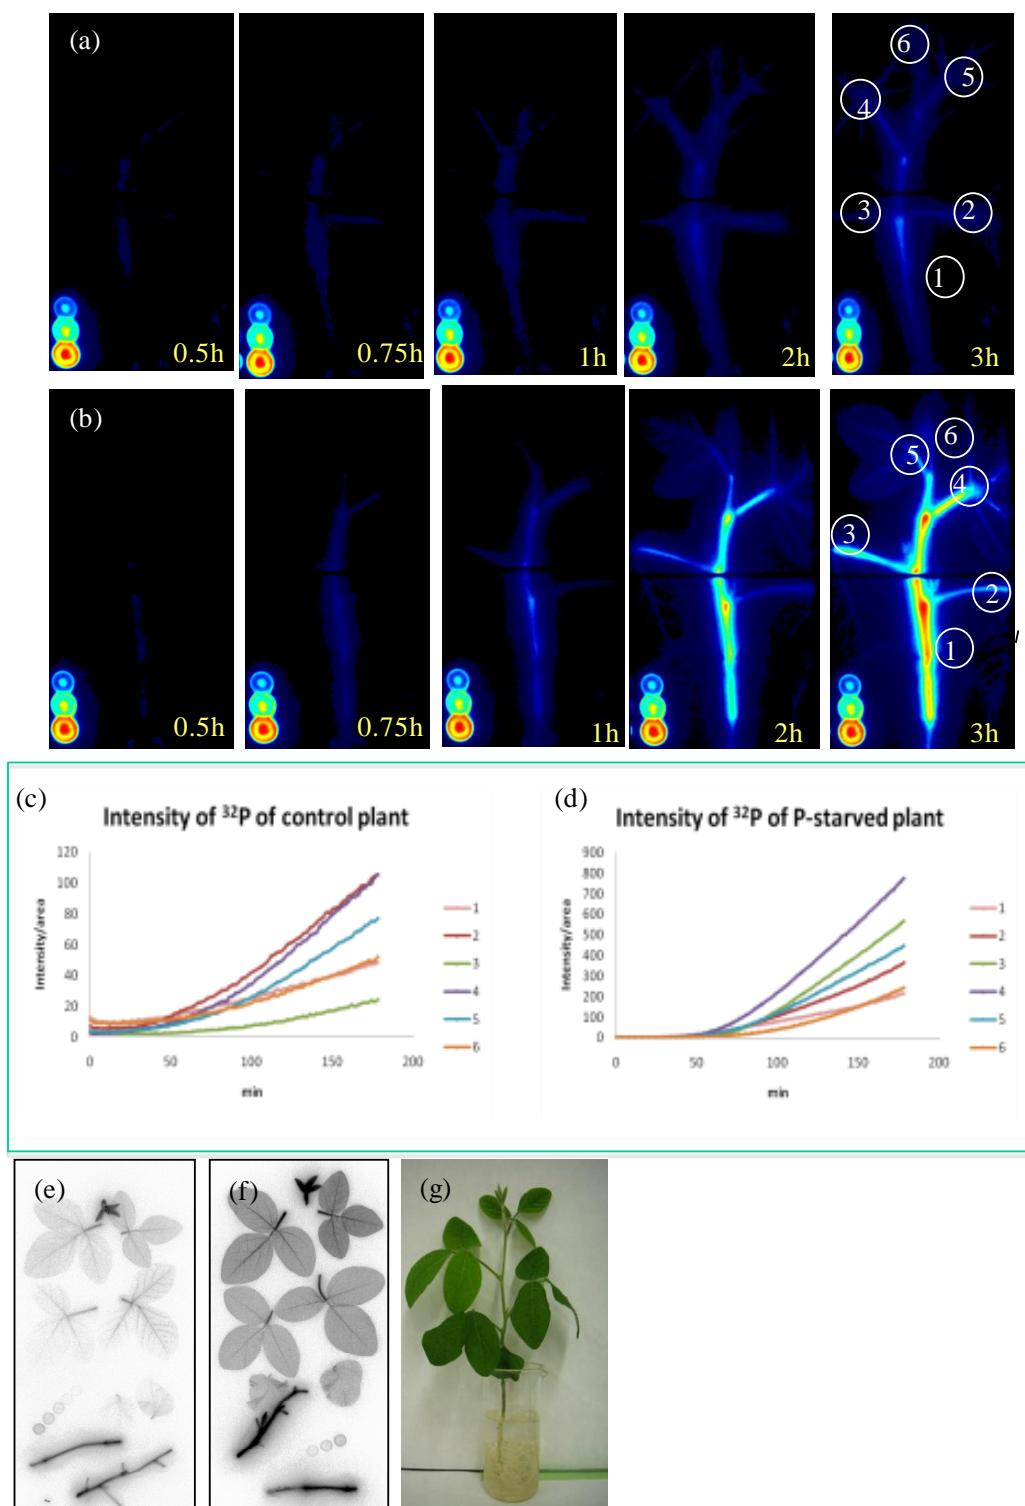 (a)
6
5
4
3
2
1
0.5h
0.75h
1h
2h
3h
(b)
6
5
4
3
2
1
0.5h
0.75h
1h
2h
3h
(c)
Intensity of 32P of control plant
120
100
80
60
40
20
0
Intensity/area
0 50 100 150 200
min
1
2
3
4
5
6
(d)
Intensity of 32P of P-starved plant
900
800
700
600
500
400
300
200
100
0
Intensity/area
0 50 100 150 200
min
1
2
3
4
5
6
(e)
(f)
(g)